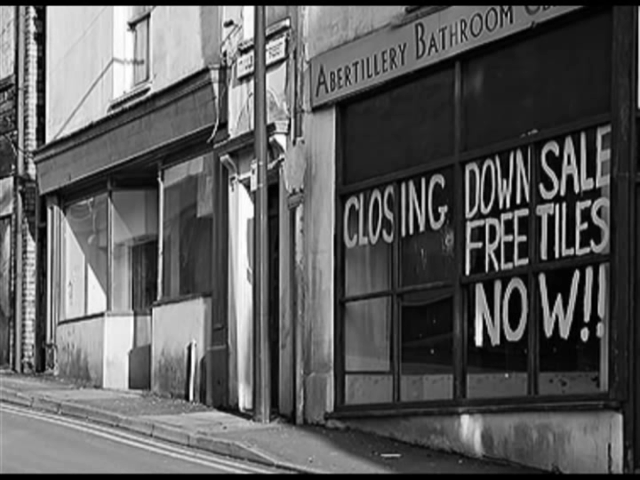 ABERTILLERY BATHROOM
CLOSING DOWN SALE
FREE TILES
NOW!!